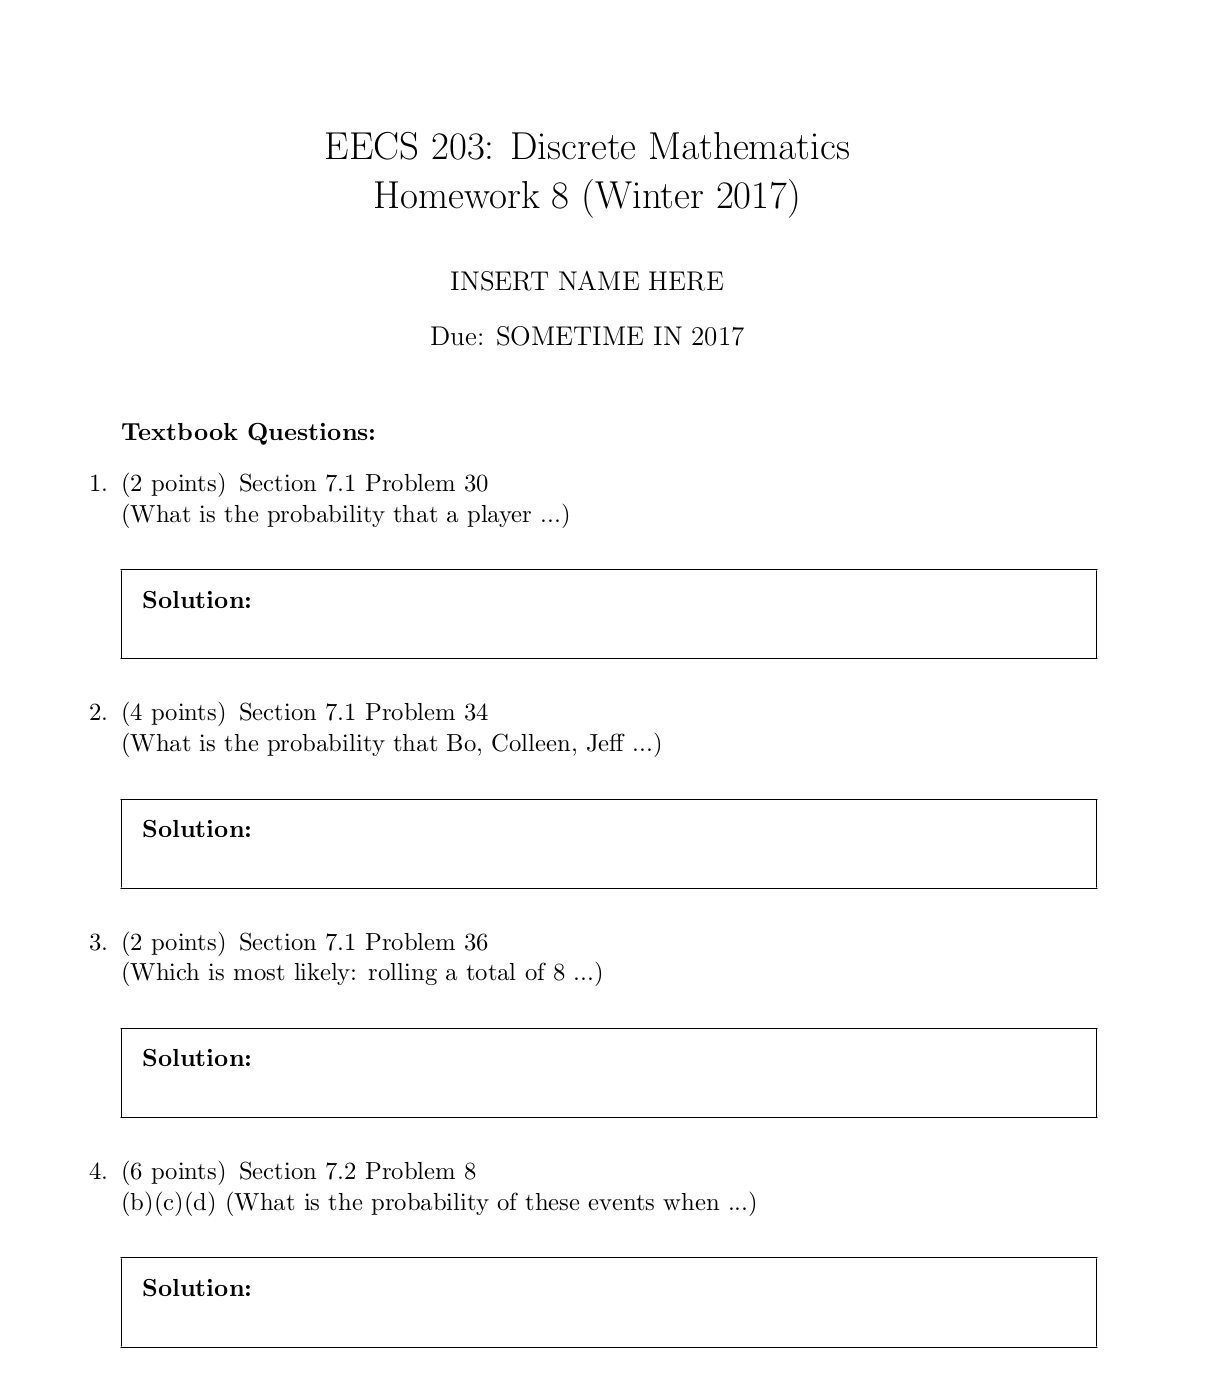 EECS 203: Discrete Mathematics
Homework 8 (Winter 2017)
INSERT NAME HERE
Due: SOMETIME IN 2017
Textbook Questions:
1. (2 points) Section 7.1 Problem 30
(What is the probability that a player ...)
Solution:
2. (4 points) Section 7.1 Problem 34
(What is the probability that Bo, Colleen, Jeff ...)
Solution:
3. (2 points) Section 7.1 Problem 36
(Which is most likely: rolling a total of 8 ...)
Solution:
4. (6 points) Section 7.2 Problem 8
(b)(c)(d) (What is the probability of these events when ...)
Solution: